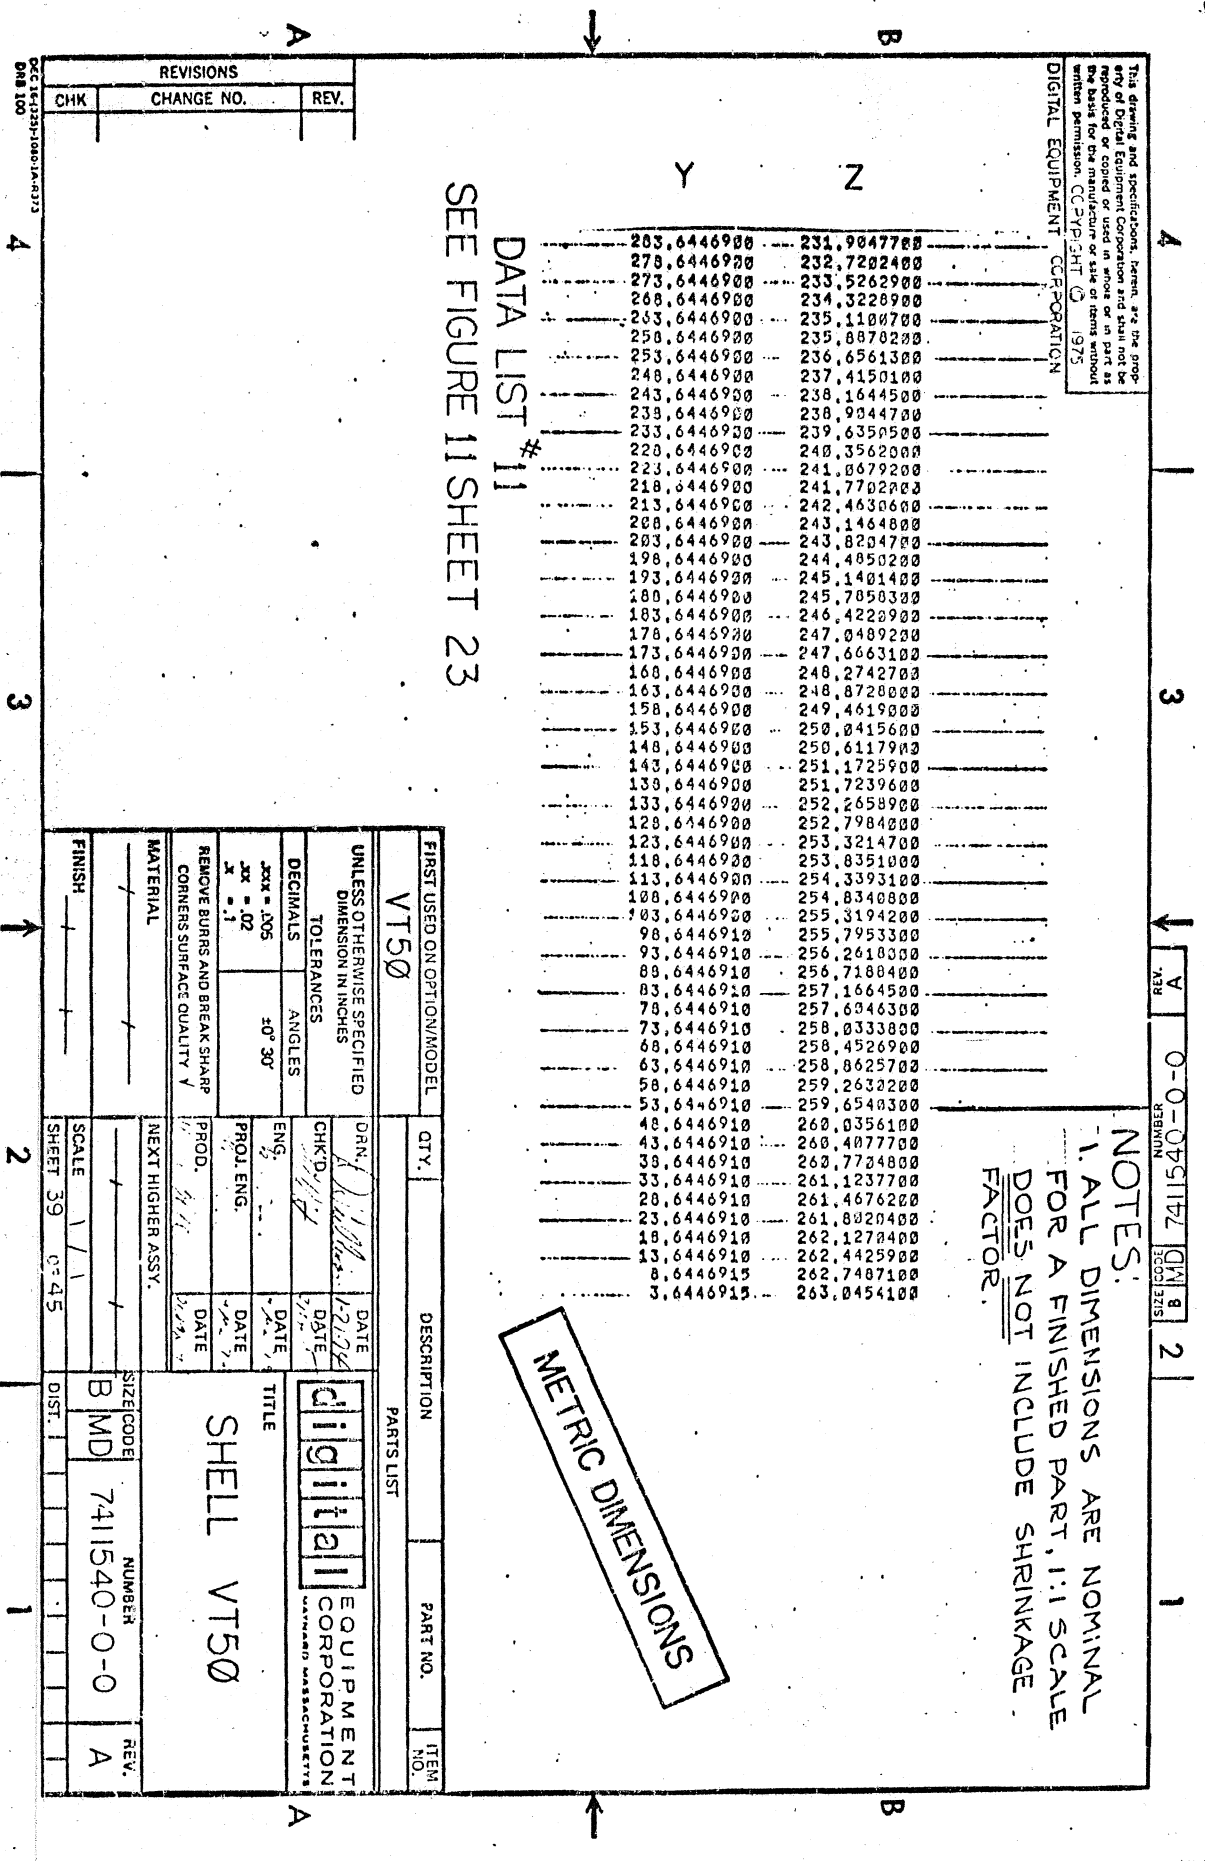 This drawing and specifications, herein, are the prop-
erty of Digital Equipment Corporation and shall not be
reproduced or copied or used in whole or in part as
the basis for the manufacture or sale of items without
written permission. COPYRIGHT © 1975
DIGITAL EQUIPMENT CORPORATION
Y Z
283,6446900 231,9047700
278,6446900 232,7202400
273,6446900 233,5262900
268,6446900 234,3228900
263,6446900 235,1100700
258,6446900 235,8878200
253,6446900 236,6561300
248,6446900 237,4150100
243,6446900 238,1644500
238,6446900 238,9044700
233,6446900 239,6350500
228,6446900 240,3562000
223,6446900 241,0679200
218,6446900 241,7702000
213,6446900 242,4630600
208,6446900 243,1464800
203,6446900 243,8204700
198,6446900 244,4850200
193,6446900 245,1401400
188,6446900 245,7858300
183,6446900 246,4220900
178,6446900 247,0489200
173,6446900 247,6663100
168,6446900 248,2742700
163,6446900 248,8728000
158,6446900 249,4619000
153,6446900 250,0415600
148,6446900 250,6117900
143,6446900 251,1725900
138,6446900 251,7239600
133,6446900 252,2658900
128,6446900 252,7984000
123,6446900 253,3214700
118,6446900 253,8351000
113,6446900 254,3393100
108,6446900 254,8340800
103,6446900 255,3194200
98,6446910 255,7953300
93,6446910 256,2618000
88,6446910 256,7188400
83,6446910 257,1664500
78,6446910 257,6046300
73,6446910 258,0333800
68,6446910 258,4526900
63,6446910 258,8625700
58,6446910 259,2630200
53,6446910 259,6540300
48,6446910 260,0356100
43,6446910 260,4077700
38,6446910 260,7704800
33,6446910 261,1237700
28,6446910 261,4676200
23,6446910 261,8020400
18,6446910 262,1270400
13,6446910 262,4425900
8,6446915 262,7487100
3,6446915 263,0454100
DATA LIST #11
SEE FIGURE 11 SHEET 23
NOTES:
1. ALL DIMENSIONS ARE NOMINAL
FOR A FINISHED PART, 1:1 SCALE
DOES NOT INCLUDE SHRINKAGE
FACTOR.
METRIC DIMENSIONS
REVISIONS
CHK CHANGE NO. REV.
DRB 100
SIZE CODE NUMBER REV.
B MD 7411540-0-0 A
FIRST USED ON OPTION/MODEL
VT50
QTY. DESCRIPTION PART NO. ITEM NO.
PARTS LIST
UNLESS OTHERWISE SPECIFIED
DIMENSION IN INCHES
TOLERANCES
DECIMALS ANGLES
.xxx = .005
.xx = .02
.x = .1
±0° 30'
REMOVE BURRS AND BREAK SHARP
CORNERS SURFACE QUALITY √
MATERIAL
FINISH
DRN. DATE
CHK'D. DATE
ENG. DATE
PROJ. ENG. DATE
PROD. DATE
NEXT HIGHER ASSY.
SCALE 1/1
SHEET 39 OF 45
digital EQUIPMENT
CORPORATION
MAYNARD MASSACHUSETTS
TITLE
SHELL VT50
SIZE CODE NUMBER REV.
B MD 7411540-0-0 A
DIST.
A B
4 3 2 1
4 3 2 1
A B